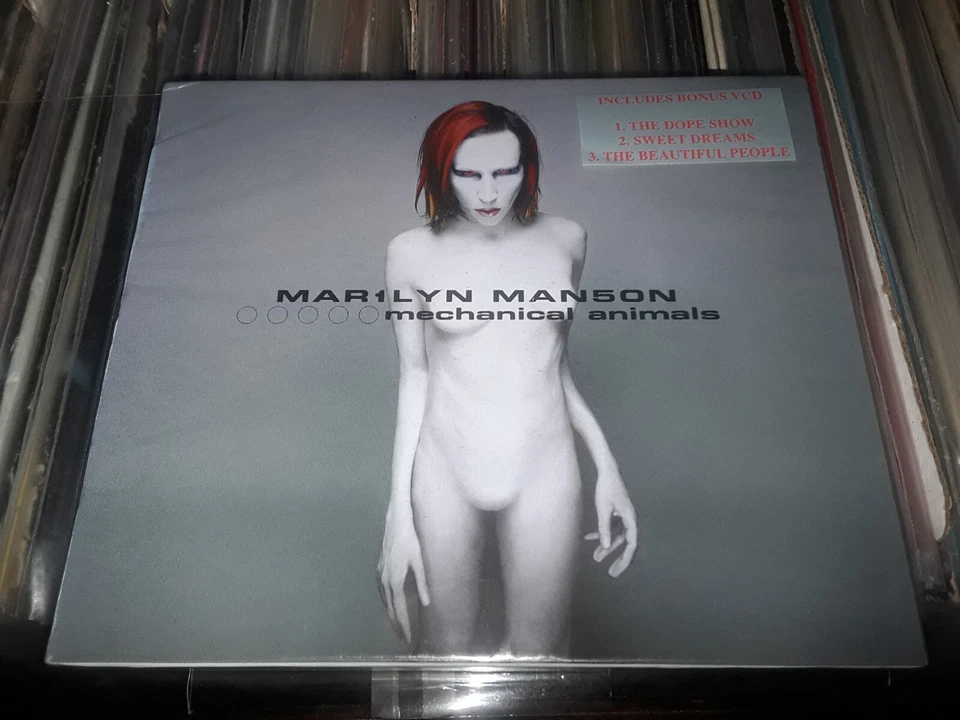 INCLUDES BONUS VCD
1. THE DOPE SHOW
2. SWEET DREAMS
3. THE BEAUTIFUL PEOPLE
MAR1LYN MAN5ON
mechanical animals